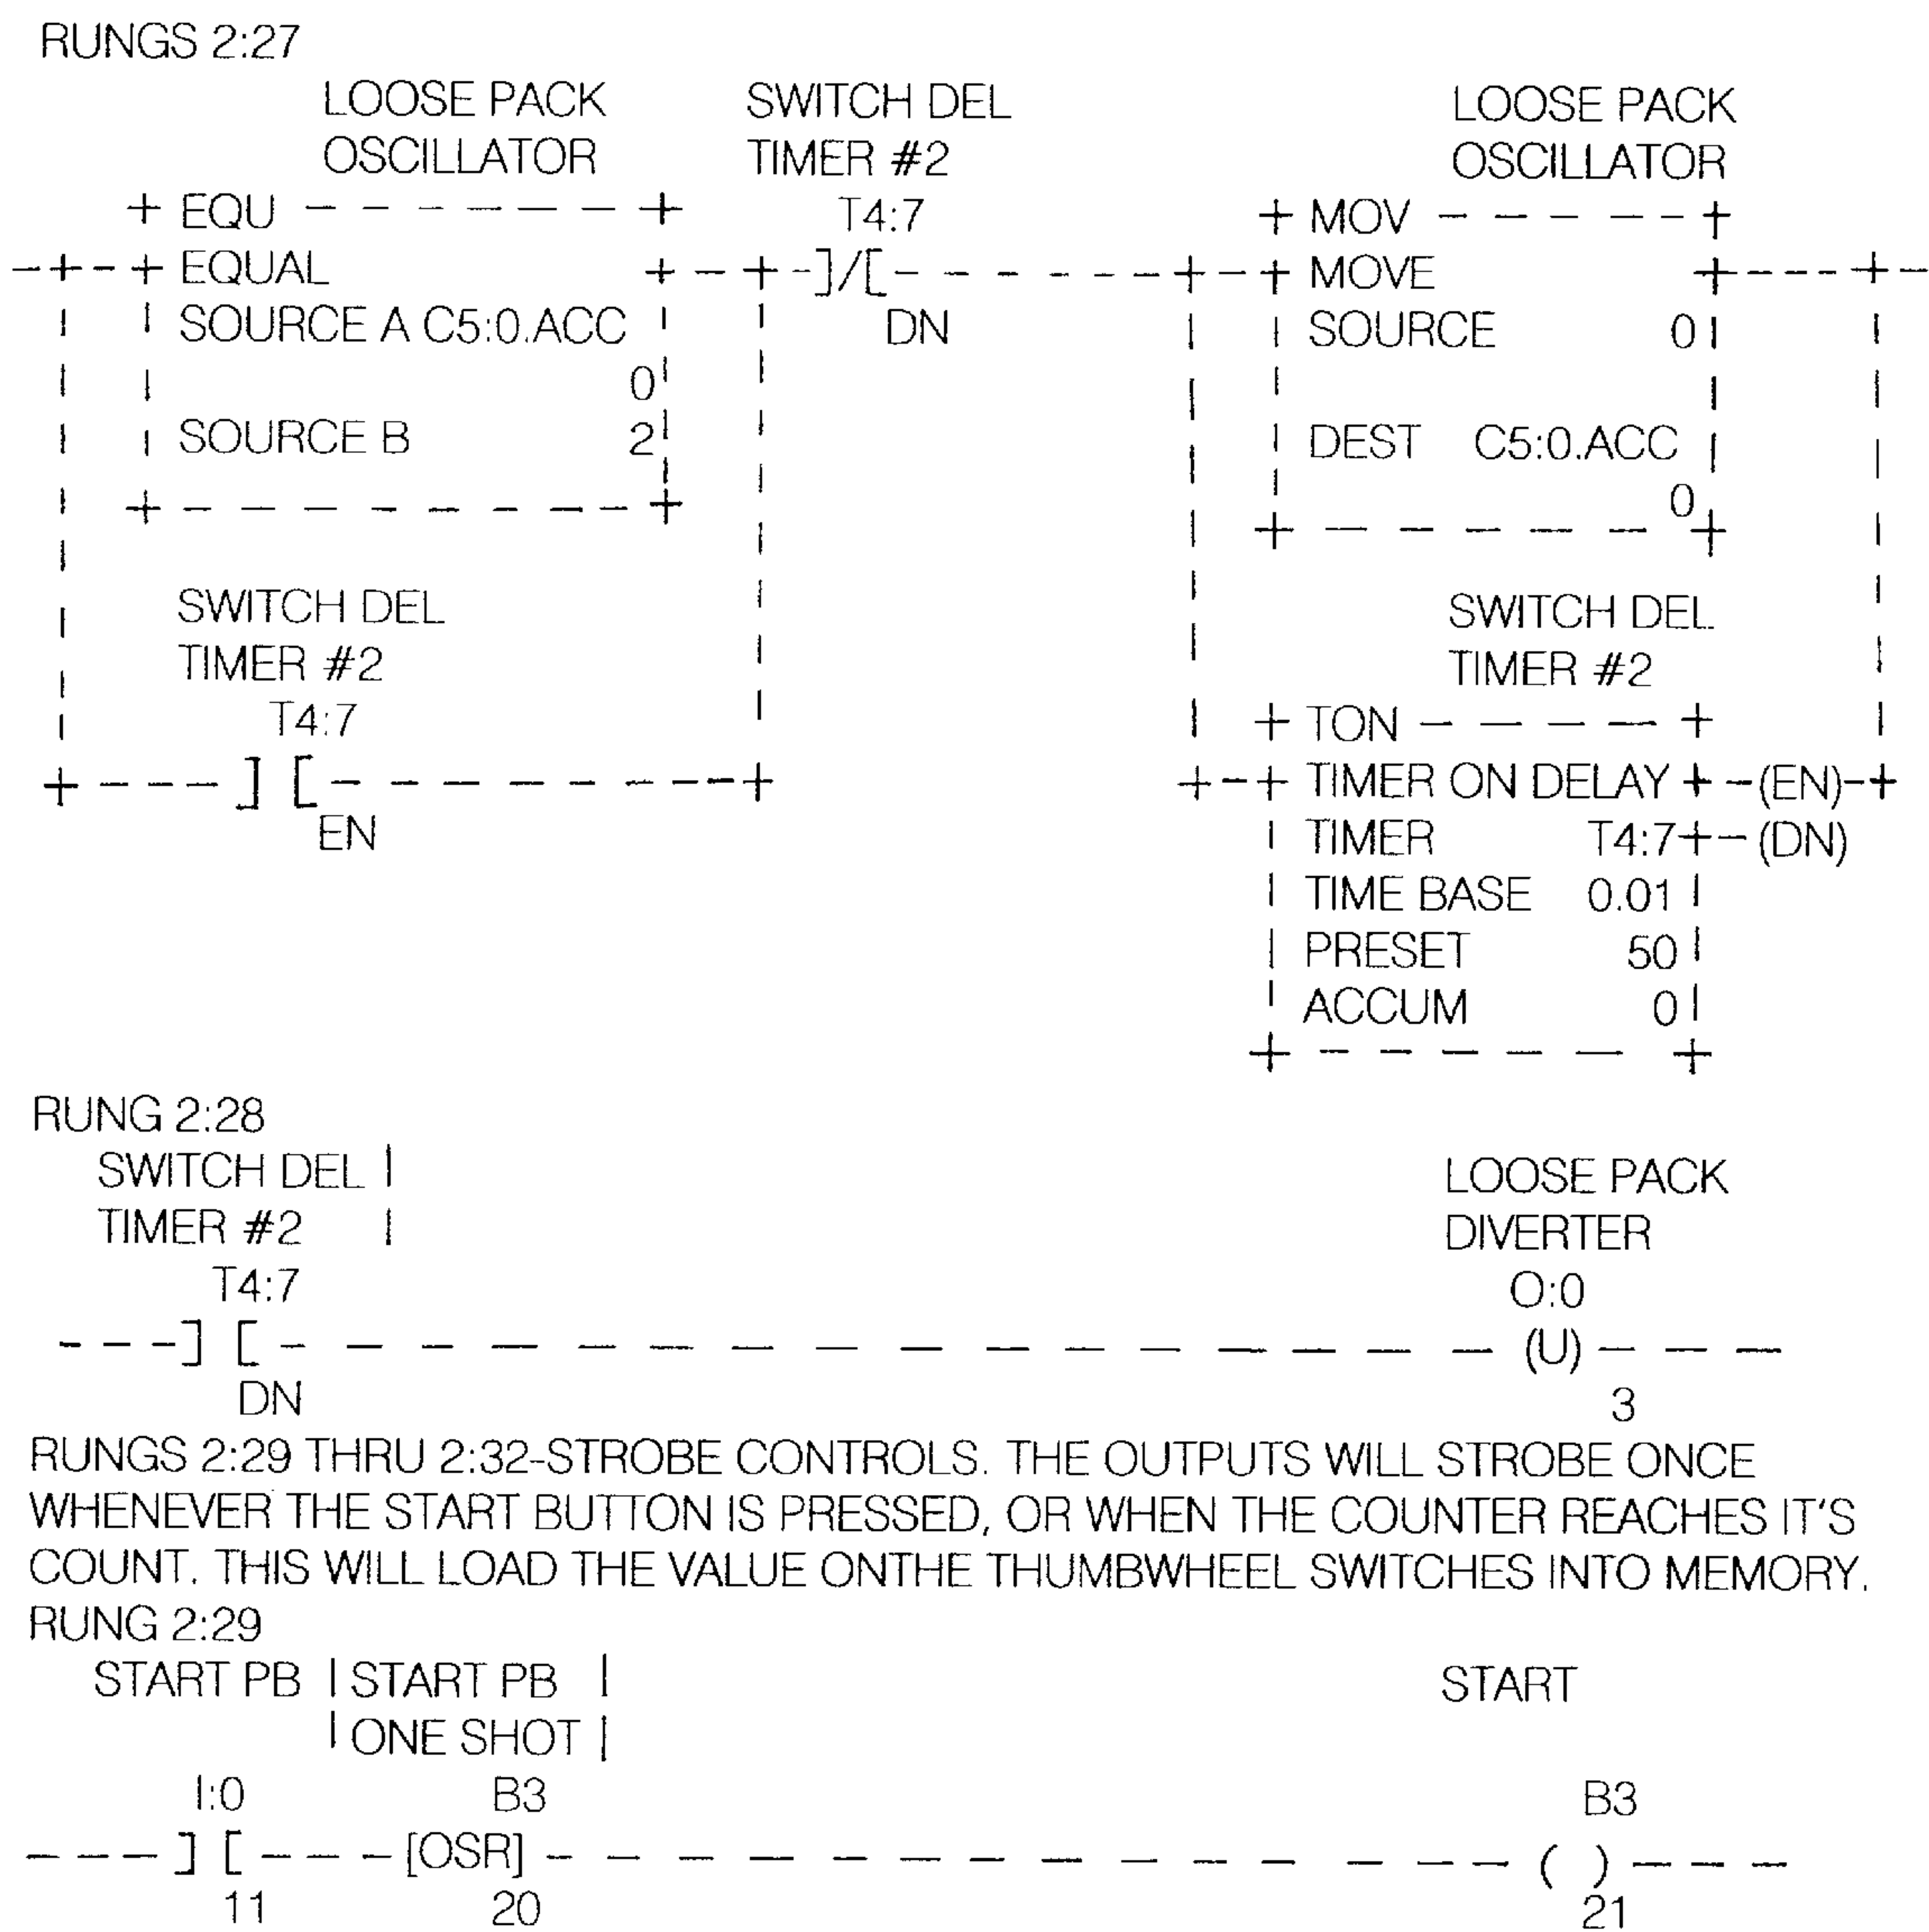 RUNGS 2:27
LOOSE PACK SWITCH DEL LOOSE PACK
OSCILLATOR TIMER #2 OSCILLATOR
+ EQU - - - - - - - + T4:7 + MOV - - - - - +
-+--+ EQUAL + - + -]/[- - - - - - - + - + MOVE +---- + -
| | SOURCE A C5:0.ACC | | DN | | SOURCE 0 | |
| | 0 | | | | | |
| | SOURCE B 2 | | | | DEST C5:0.ACC | |
| + - - - - - - - - + | | | 0 | |
| | | + - - - - - + |
| SWITCH DEL | | SWITCH DEL |
| TIMER #2 | | TIMER #2 |
| T4:7 | | + TON - - - - + |
+ - - - ] [ - - - - - - - - + + - + TIMER ON DELAY + -(EN)-+
EN | TIMER T4:7+-(DN)
| TIME BASE 0.01 |
| PRESET 50 |
| ACCUM 0 |
+ - - - - - - +
RUNG 2:28
SWITCH DEL | LOOSE PACK
TIMER #2 | DIVERTER
T4:7 O:0
- - -] [ - - - - - - - - - - - - - - - - - (U) - - -
DN 3
RUNGS 2:29 THRU 2:32-STROBE CONTROLS. THE OUTPUTS WILL STROBE ONCE
WHENEVER THE START BUTTON IS PRESSED, OR WHEN THE COUNTER REACHES IT'S
COUNT. THIS WILL LOAD THE VALUE ONTHE THUMBWHEEL SWITCHES INTO MEMORY.
RUNG 2:29
START PB | START PB | START
| ONE SHOT |
I:0 B3 B3
- - - ] [ - - - [OSR] - - - - - - - - - - - - - - ( ) - - -
11 20 21